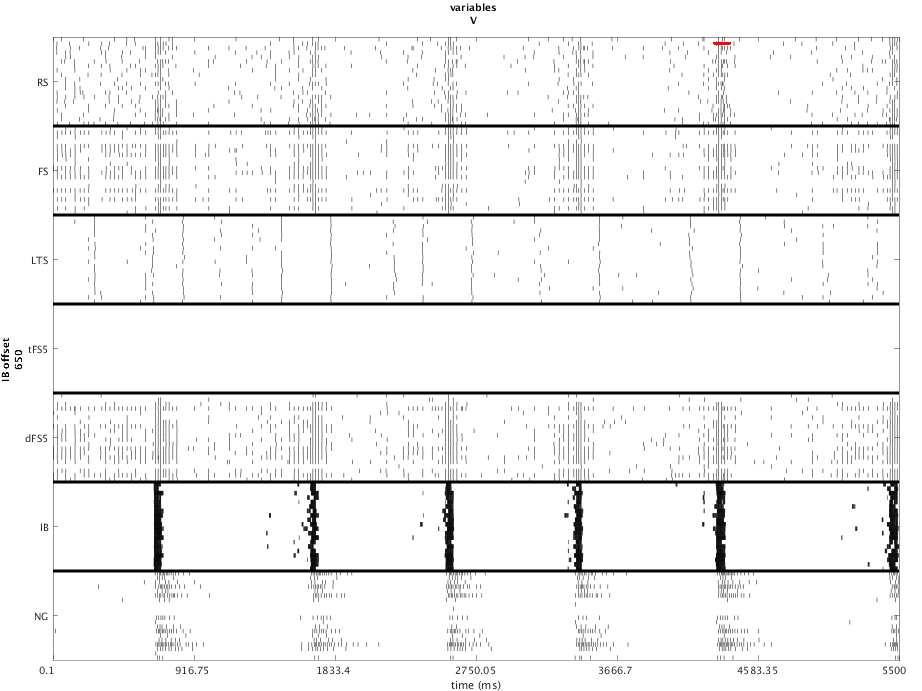 variables
V
RS
FS
LTS
tFS5
dFS5
IB
NG
IB offset
650
0.1
916.75
1833.4
2750.05
3666.7
4583.35
5500
time (ms)